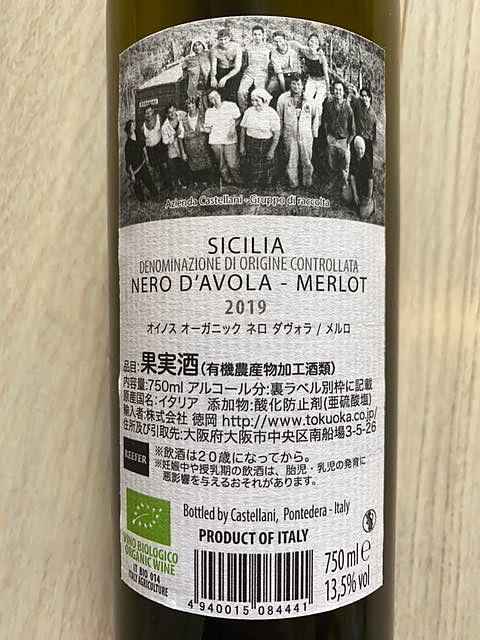 Azienda Castellani - Gruppo di raccolta
SICILIA
DENOMINAZIONE DI ORIGINE CONTROLLATA
NERO D'AVOLA - MERLOT
2019
オイノス オーガニック ネロ ダヴォラ / メルロ
品目:果実酒(有機農産物加工酒類)
内容量:750ml アルコール分:裏ラベル別枠に記載
原産国名:イタリア 添加物:酸化防止剤(亜硫酸塩)
輸入者:株式会社 徳岡 http://www.tokuoka.co.jp/
住所及び引取先:大阪府大阪市中央区南船場3-5-26
REEFER
※飲酒は20歳になってから。
※妊娠中や授乳期の飲酒は、胎児・乳児の発育に
悪影響を与えるおそれがあります。
Bottled by Castellani, Pontedera - Italy
PRODUCT OF ITALY
VINO BIOLOGICO
ORGANIC WINE
IT BIO 014
ITALY AGRICULTURE
750 ml e
13,5% vol
4 940015 084441